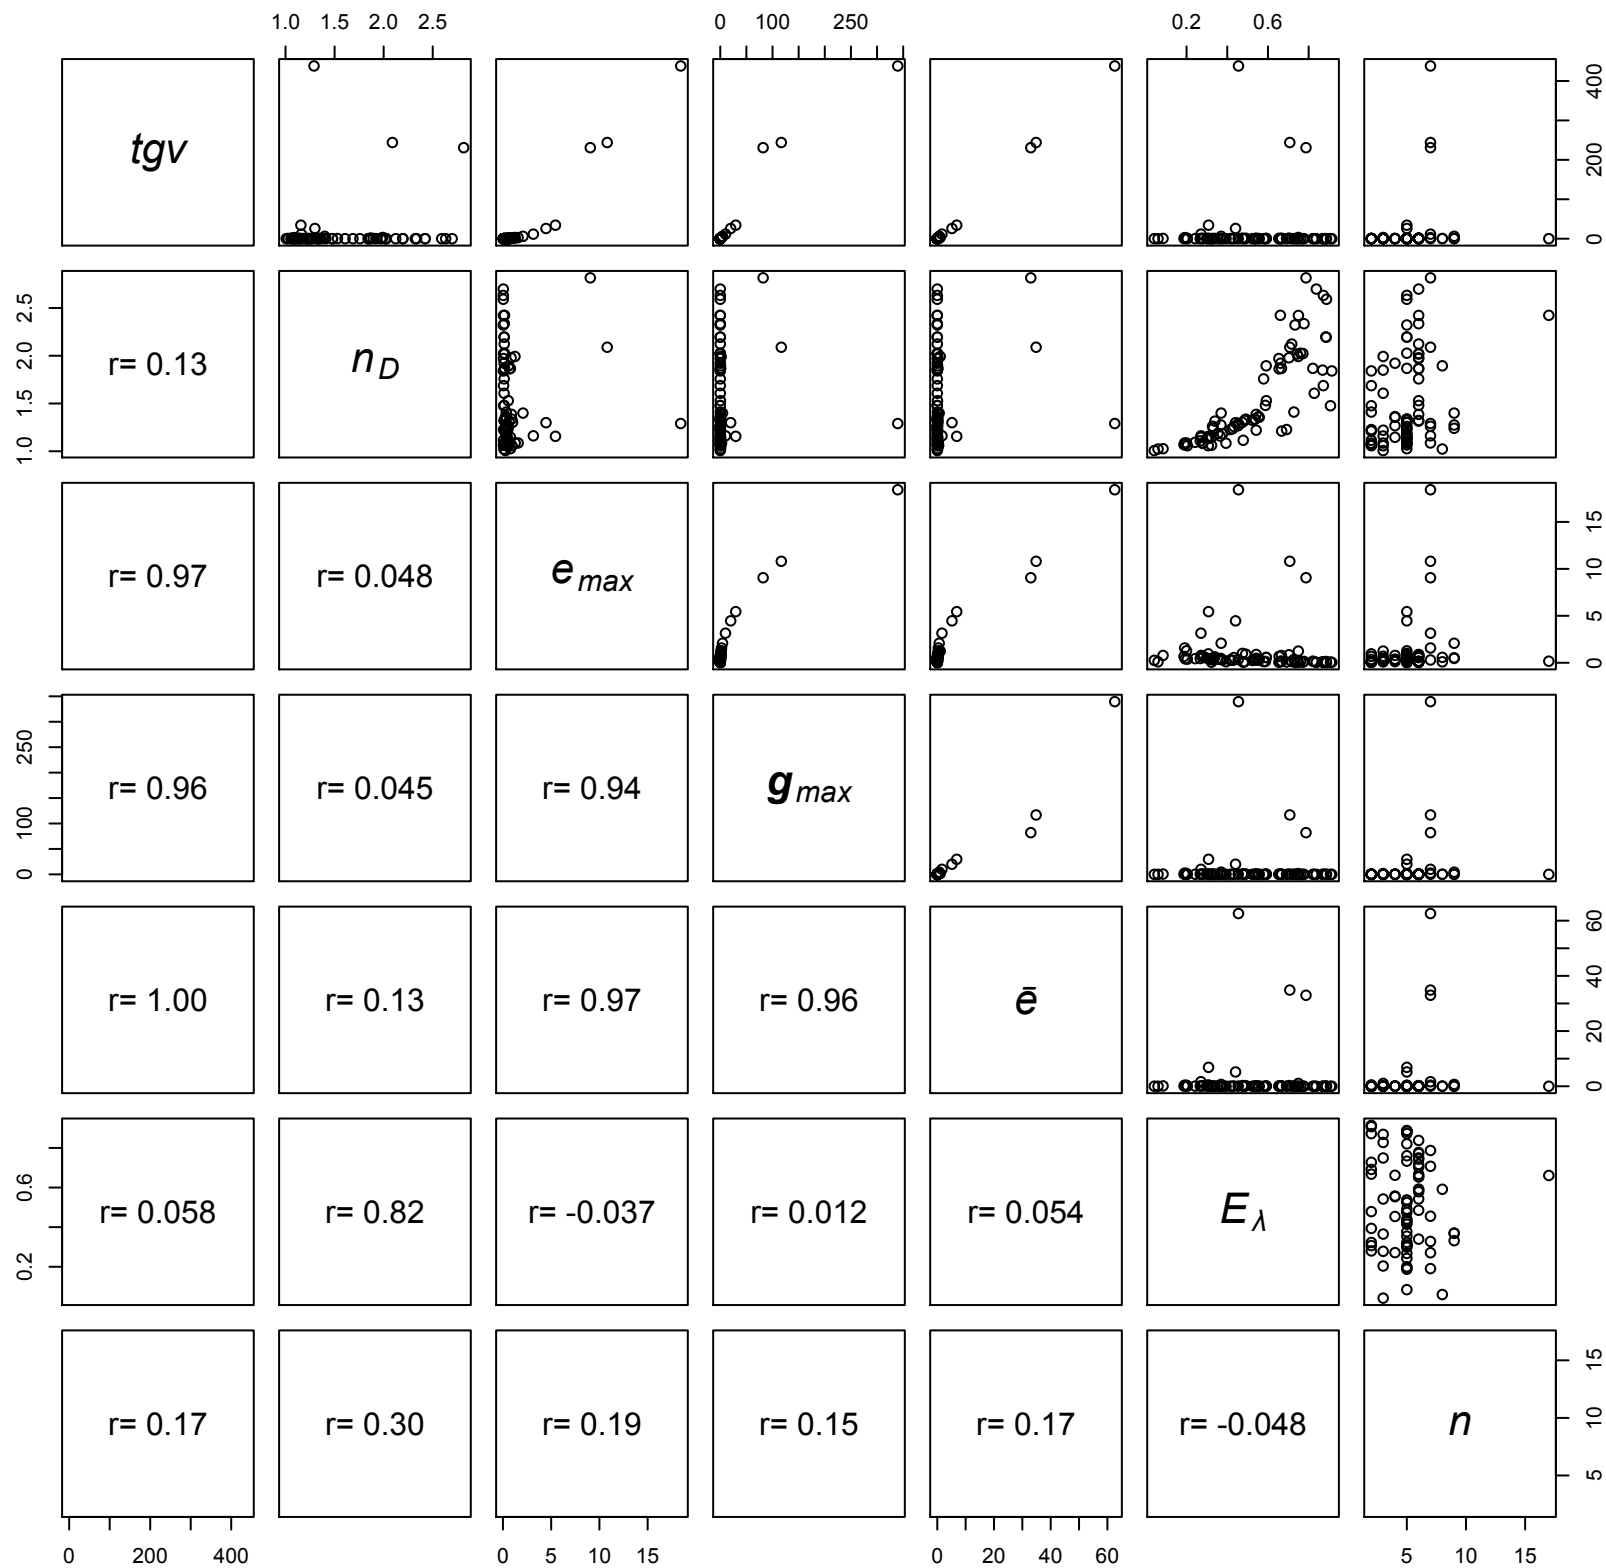 1.0 1.5 2.0 2.5 0 100 250 0.2 0.6
tgv 0 200 400
1.0 1.5 2.0 2.5 r= 0.13 n D
r= 0.97 r= 0.048 e max 0 5 10 15
0 100 250 r= 0.96 r= 0.045 r= 0.94 g max
r= 1.00 r= 0.13 r= 0.97 r= 0.96 ē 0 20 40 60
0.2 0.6 r= 0.058 r= 0.82 r= -0.037 r= 0.012 r= 0.054 E λ
r= 0.17 r= 0.30 r= 0.19 r= 0.15 r= 0.17 r= -0.048 n 5 10 15
0 200 400 0 5 10 15 0 20 40 60 5 10 15